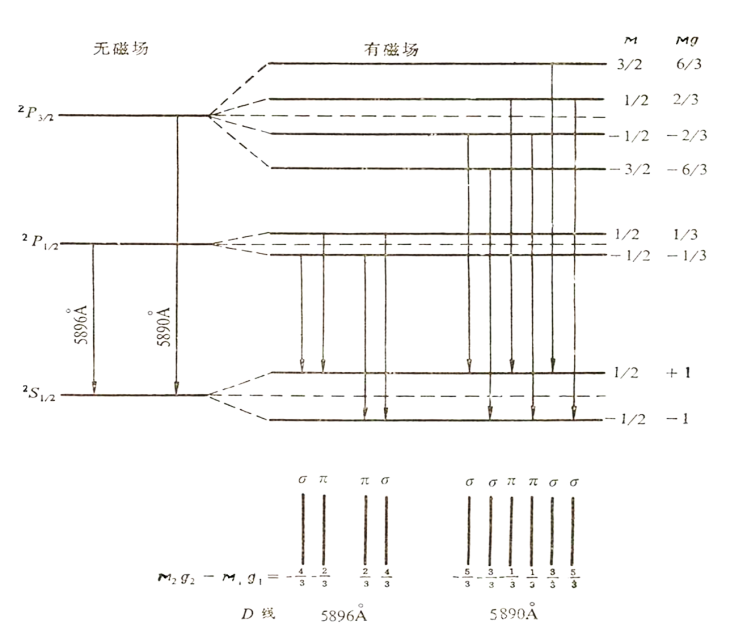 无磁场 有磁场 M Mg
3/2 6/3
1/2 2/3
²P₃/₂
-1/2 -2/3
-3/2 -6/3
²P₁/₂ 1/2 1/3
-1/2 -1/3
5896Å 5890Å
1/2 +1
²S₁/₂
-1/2 -1
σ π π σ σ σ π π σ σ
M₂g₂ - M₁g₁ = -4/3 -2/3 2/3 4/3 -5/3 -3/3 -1/3 1/3 3/3 5/3
D 线 5896Å 5890Å